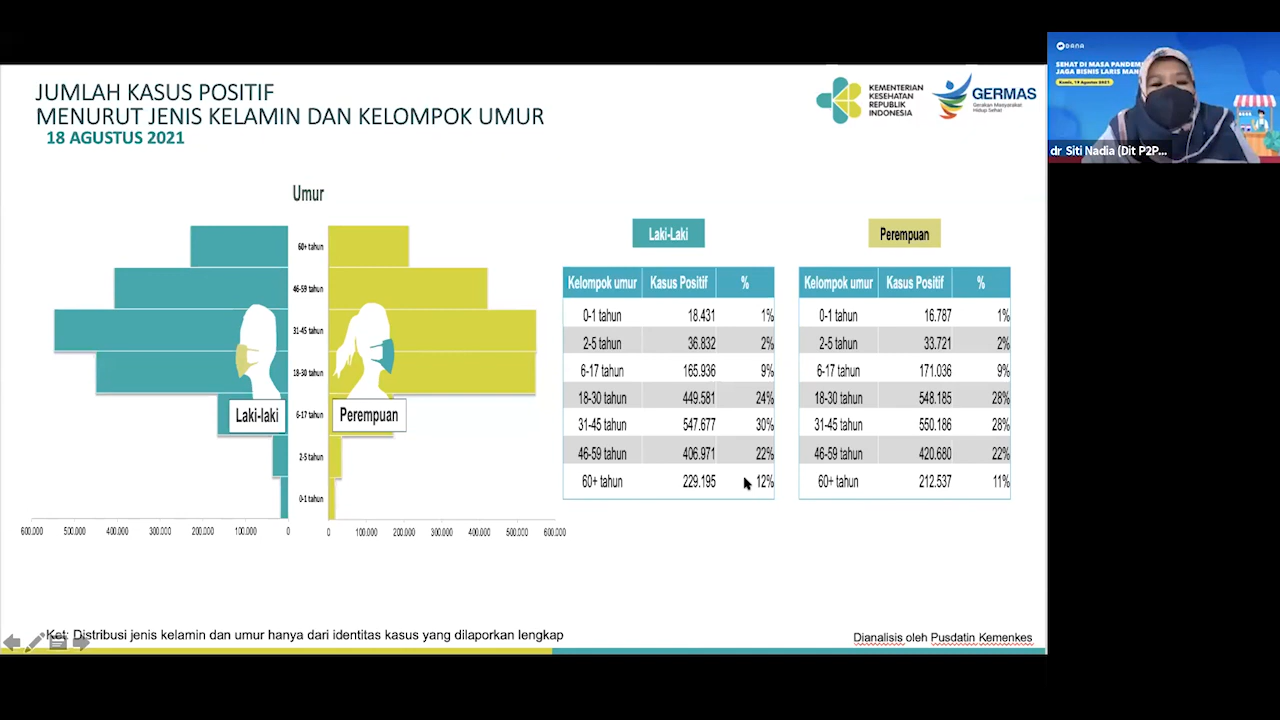 JUMLAH KASUS POSITIF
MENURUT JENIS KELAMIN DAN KELOMPOK UMUR
18 AGUSTUS 2021
KEMENTERIAN
KESEHATAN
REPUBLIK
INDONESIA
GERMAS
Gerakan Masyarakat
Hidup Sehat
DANA
SEHAT DI MASA PANDEM
JAGA BISNIS LARIS MAN
Kamis, 19 Agustus 2021
dr Siti Nadia (Dit P2P...
Umur
60+ tahun
46-59 tahun
31-45 tahun
18-30 tahun
6-17 tahun
2-5 tahun
0-1 tahun
Laki-laki
Perempuan
600.000 500.000 400.000 300.000 200.000 100.000 0
0 100.000 200.000 300.000 400.000 500.000 600.000
Laki-Laki
Kelompok umur Kasus Positif %
0-1 tahun 18.431 1%
2-5 tahun 36.832 2%
6-17 tahun 165.936 9%
18-30 tahun 449.581 24%
31-45 tahun 547.677 30%
46-59 tahun 406.971 22%
60+ tahun 229.195 12%
Perempuan
Kelompok umur Kasus Positif %
0-1 tahun 16.787 1%
2-5 tahun 33.721 2%
6-17 tahun 171.036 9%
18-30 tahun 548.185 28%
31-45 tahun 550.186 28%
46-59 tahun 420.680 22%
60+ tahun 212.537 11%
Ket: Distribusi jenis kelamin dan umur hanya dari identitas kasus yang dilaporkan lengkap
Dianalisis oleh Pusdatin Kemenkes